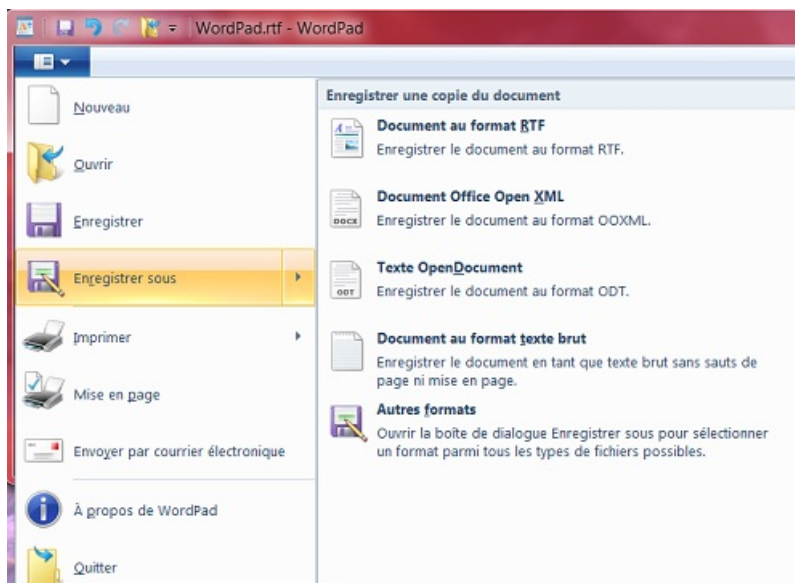 WordPad.rtf - WordPad
Nouveau
Ouvrir
Enregistrer
Enregistrer sous
Imprimer
Mise en page
Envoyer par courrier électronique
À propos de WordPad
Quitter
Enregistrer une copie du document
Document au format RTF
Enregistrer le document au format RTF.
DOCX
Document Office Open XML
Enregistrer le document au format OOXML.
ODT
Texte OpenDocument
Enregistrer le document au format ODT.
Document au format texte brut
Enregistrer le document en tant que texte brut sans sauts de
page ni mise en page.
Autres formats
Ouvrir la boîte de dialogue Enregistrer sous pour sélectionner
un format parmi tous les types de fichiers possibles.